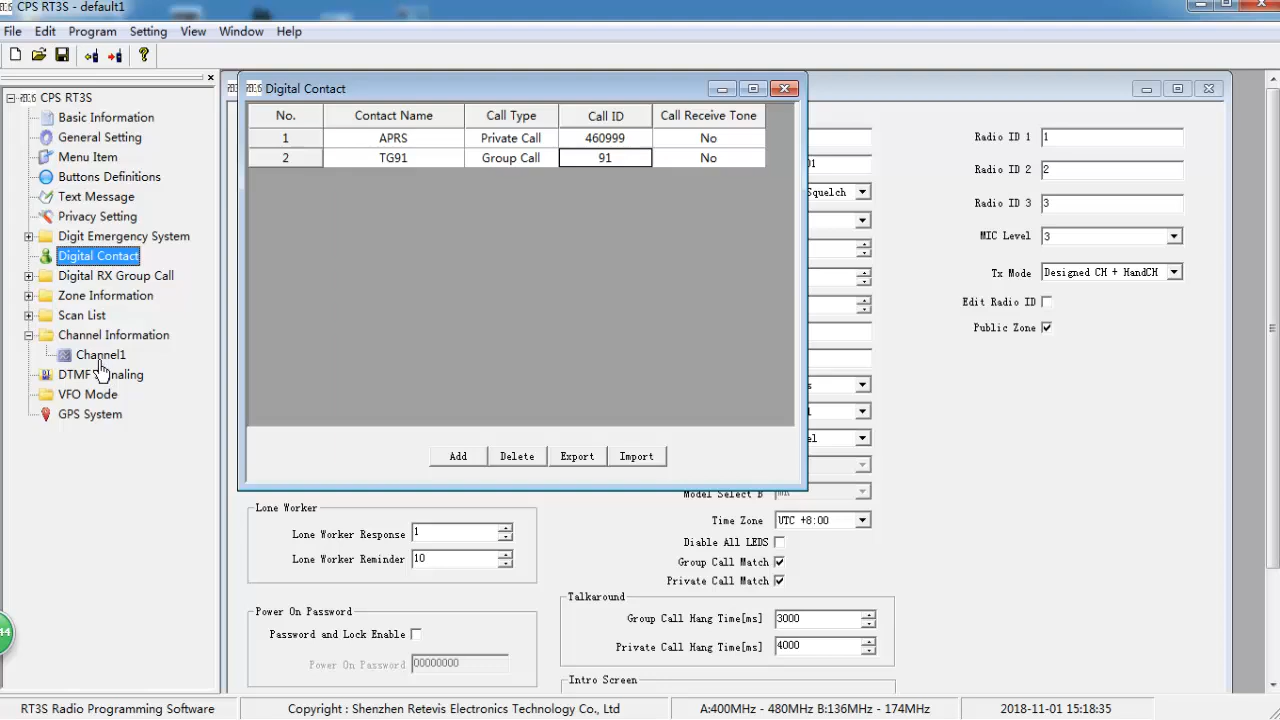 CPS RT3S - default1
File Edit Program Setting View Window Help
CPS RT3S
Basic Information
General Setting
Menu Item
Buttons Definitions
Text Message
Privacy Setting
Digit Emergency System
Digital Contact
Digital RX Group Call
Zone Information
Scan List
Channel Information
Channel1
DTMF naling
VFO Mode
GPS System
44
Digital Contact
No. Contact Name Call Type Call ID Call Receive Tone
1 APRS Private Call 460999 No
2 TG91 Group Call 91 No
Add Delete Export Import
Squelch
Radio ID 1 1
Radio ID 2 2
Radio ID 3 3
MIC Level 3
Tx Mode Designed CH + HandCH
Edit Radio ID
Public Zone
Lone Worker
Lone Worker Response 1
Lone Worker Reminder 10
Power On Password
Password and Lock Enable
Power On Password 00000000
Model Select B
Time Zone UTC +8:00
Diable All LEDS
Group Call Match
Private Call Match
Talkaround
Group Call Hang Time[ms] 3000
Private Call Hang Time[ms] 4000
Intro Screen
RT3S Radio Programming Software Copyright : Shenzhen Retevis Electronics Technology Co., Ltd A:400MHz - 480MHz B:136MHz - 174MHz 2018-11-01 15:18:35